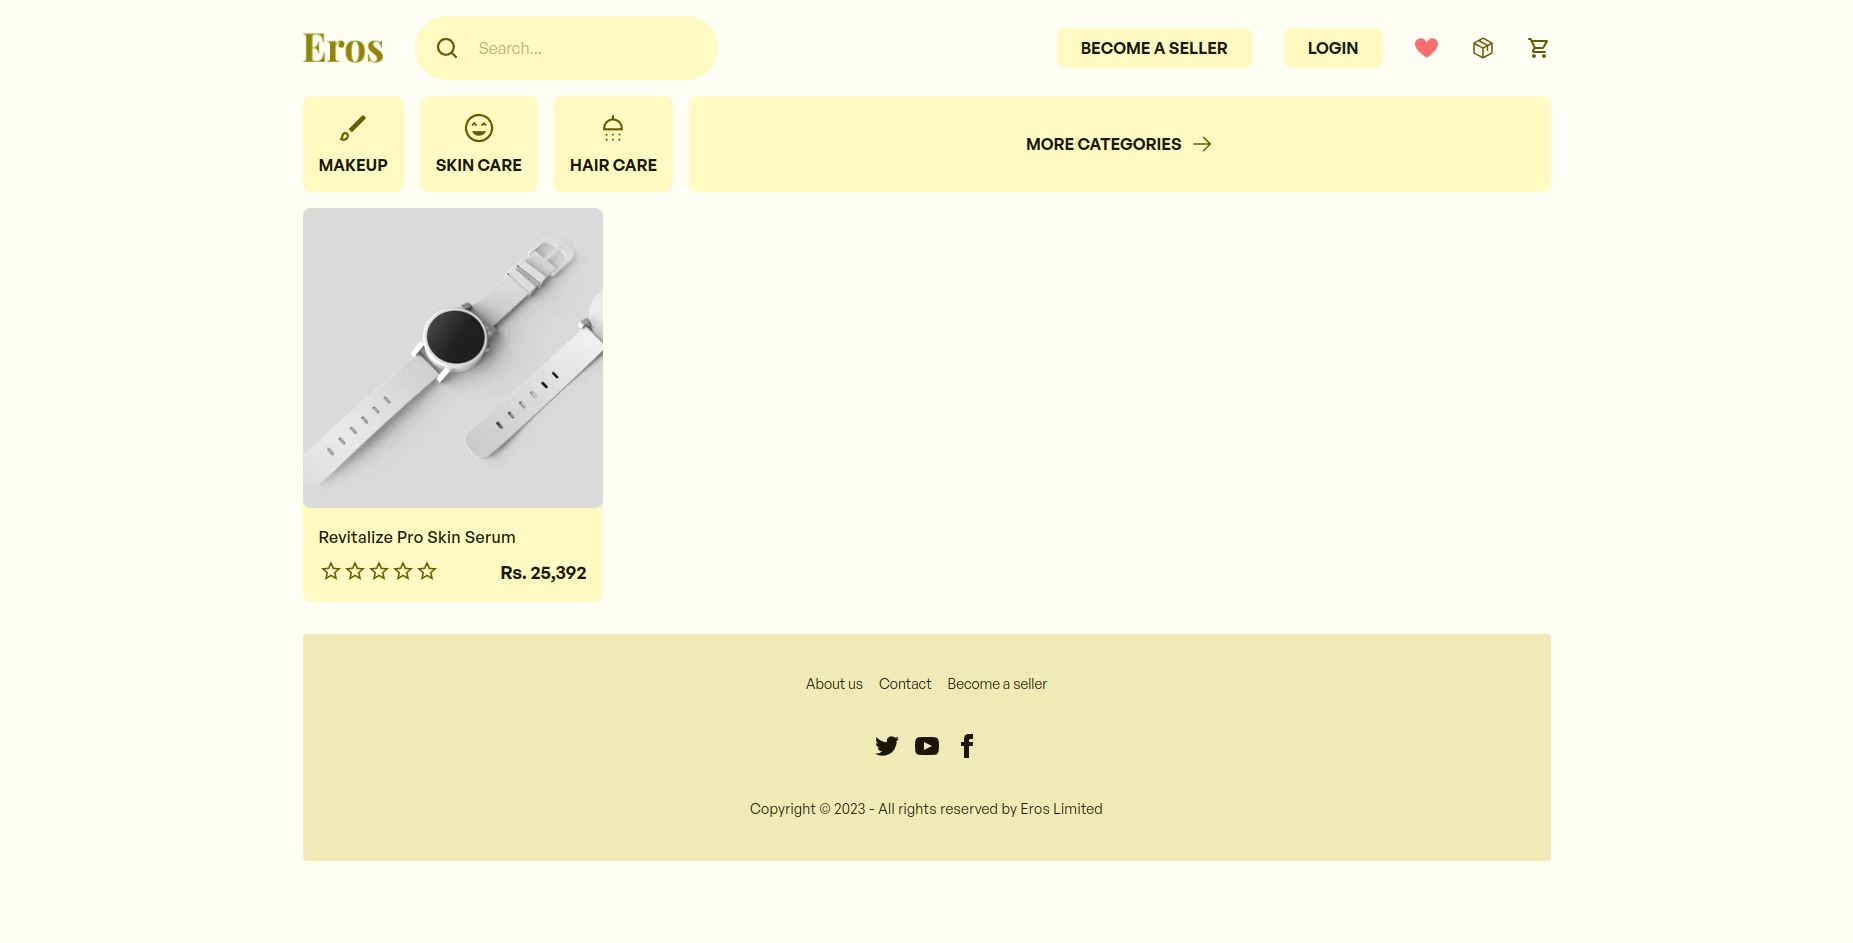 Eros
Search...
BECOME A SELLER
LOGIN
MAKEUP
SKIN CARE
HAIR CARE
MORE CATEGORIES
Revitalize Pro Skin Serum
Rs. 25,392
About us Contact Become a seller
Copyright © 2023 - All rights reserved by Eros Limited